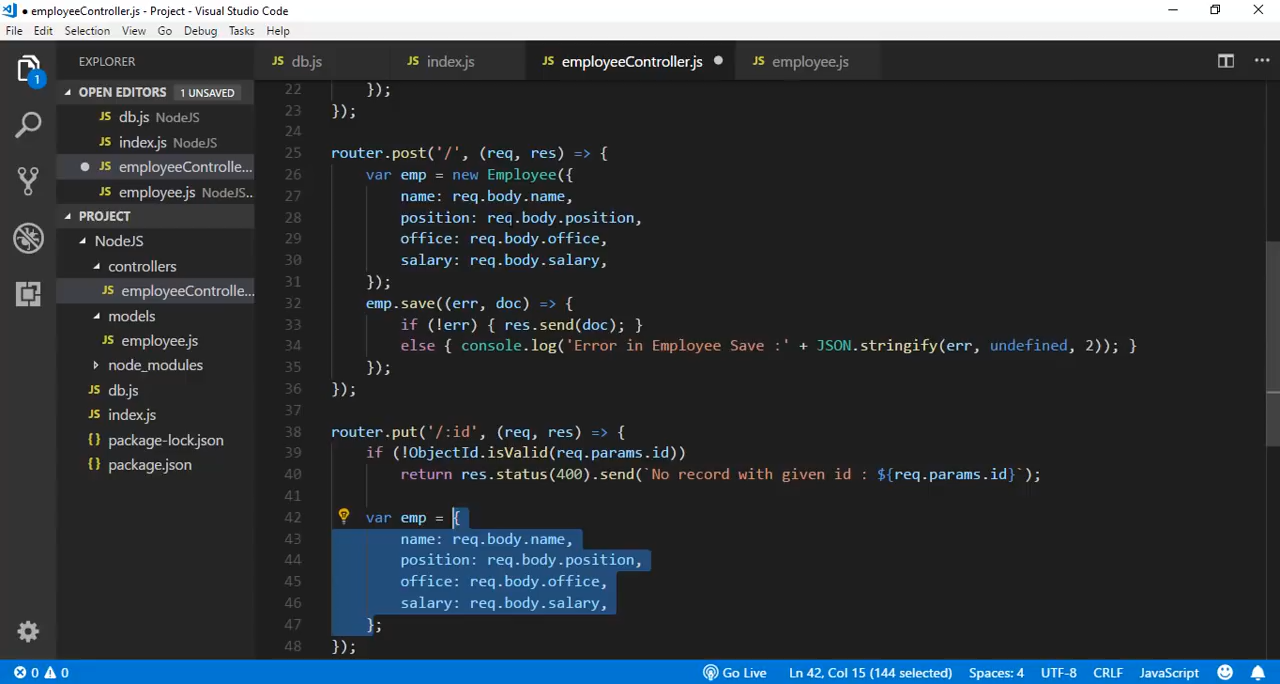 ● employeeController.js - Project - Visual Studio Code
File Edit Selection View Go Debug Tasks Help
EXPLORER
JS db.js JS index.js JS employeeController.js ● JS employee.js
1
OPEN EDITORS 1 UNSAVED
JS db.js NodeJS
JS index.js NodeJS
● JS employeeControlle...
JS employee.js NodeJS...
PROJECT
NodeJS
controllers
JS employeeControlle...
models
JS employee.js
node_modules
JS db.js
JS index.js
{} package-lock.json
{} package.json
22 });
23 });
24
25 router.post('/', (req, res) => {
26 var emp = new Employee({
27 name: req.body.name,
28 position: req.body.position,
29 office: req.body.office,
30 salary: req.body.salary,
31 });
32 emp.save((err, doc) => {
33 if (!err) { res.send(doc); }
34 else { console.log('Error in Employee Save :' + JSON.stringify(err, undefined, 2)); }
35 });
36 });
37
38 router.put('/:id', (req, res) => {
39 if (!ObjectId.isValid(req.params.id))
40 return res.status(400).send(`No record with given id : ${req.params.id}`);
41
42 var emp = {
43 name: req.body.name,
44 position: req.body.position,
45 office: req.body.office,
46 salary: req.body.salary,
47 };
48 });
0 0 Go Live Ln 42, Col 15 (144 selected) Spaces: 4 UTF-8 CRLF JavaScript